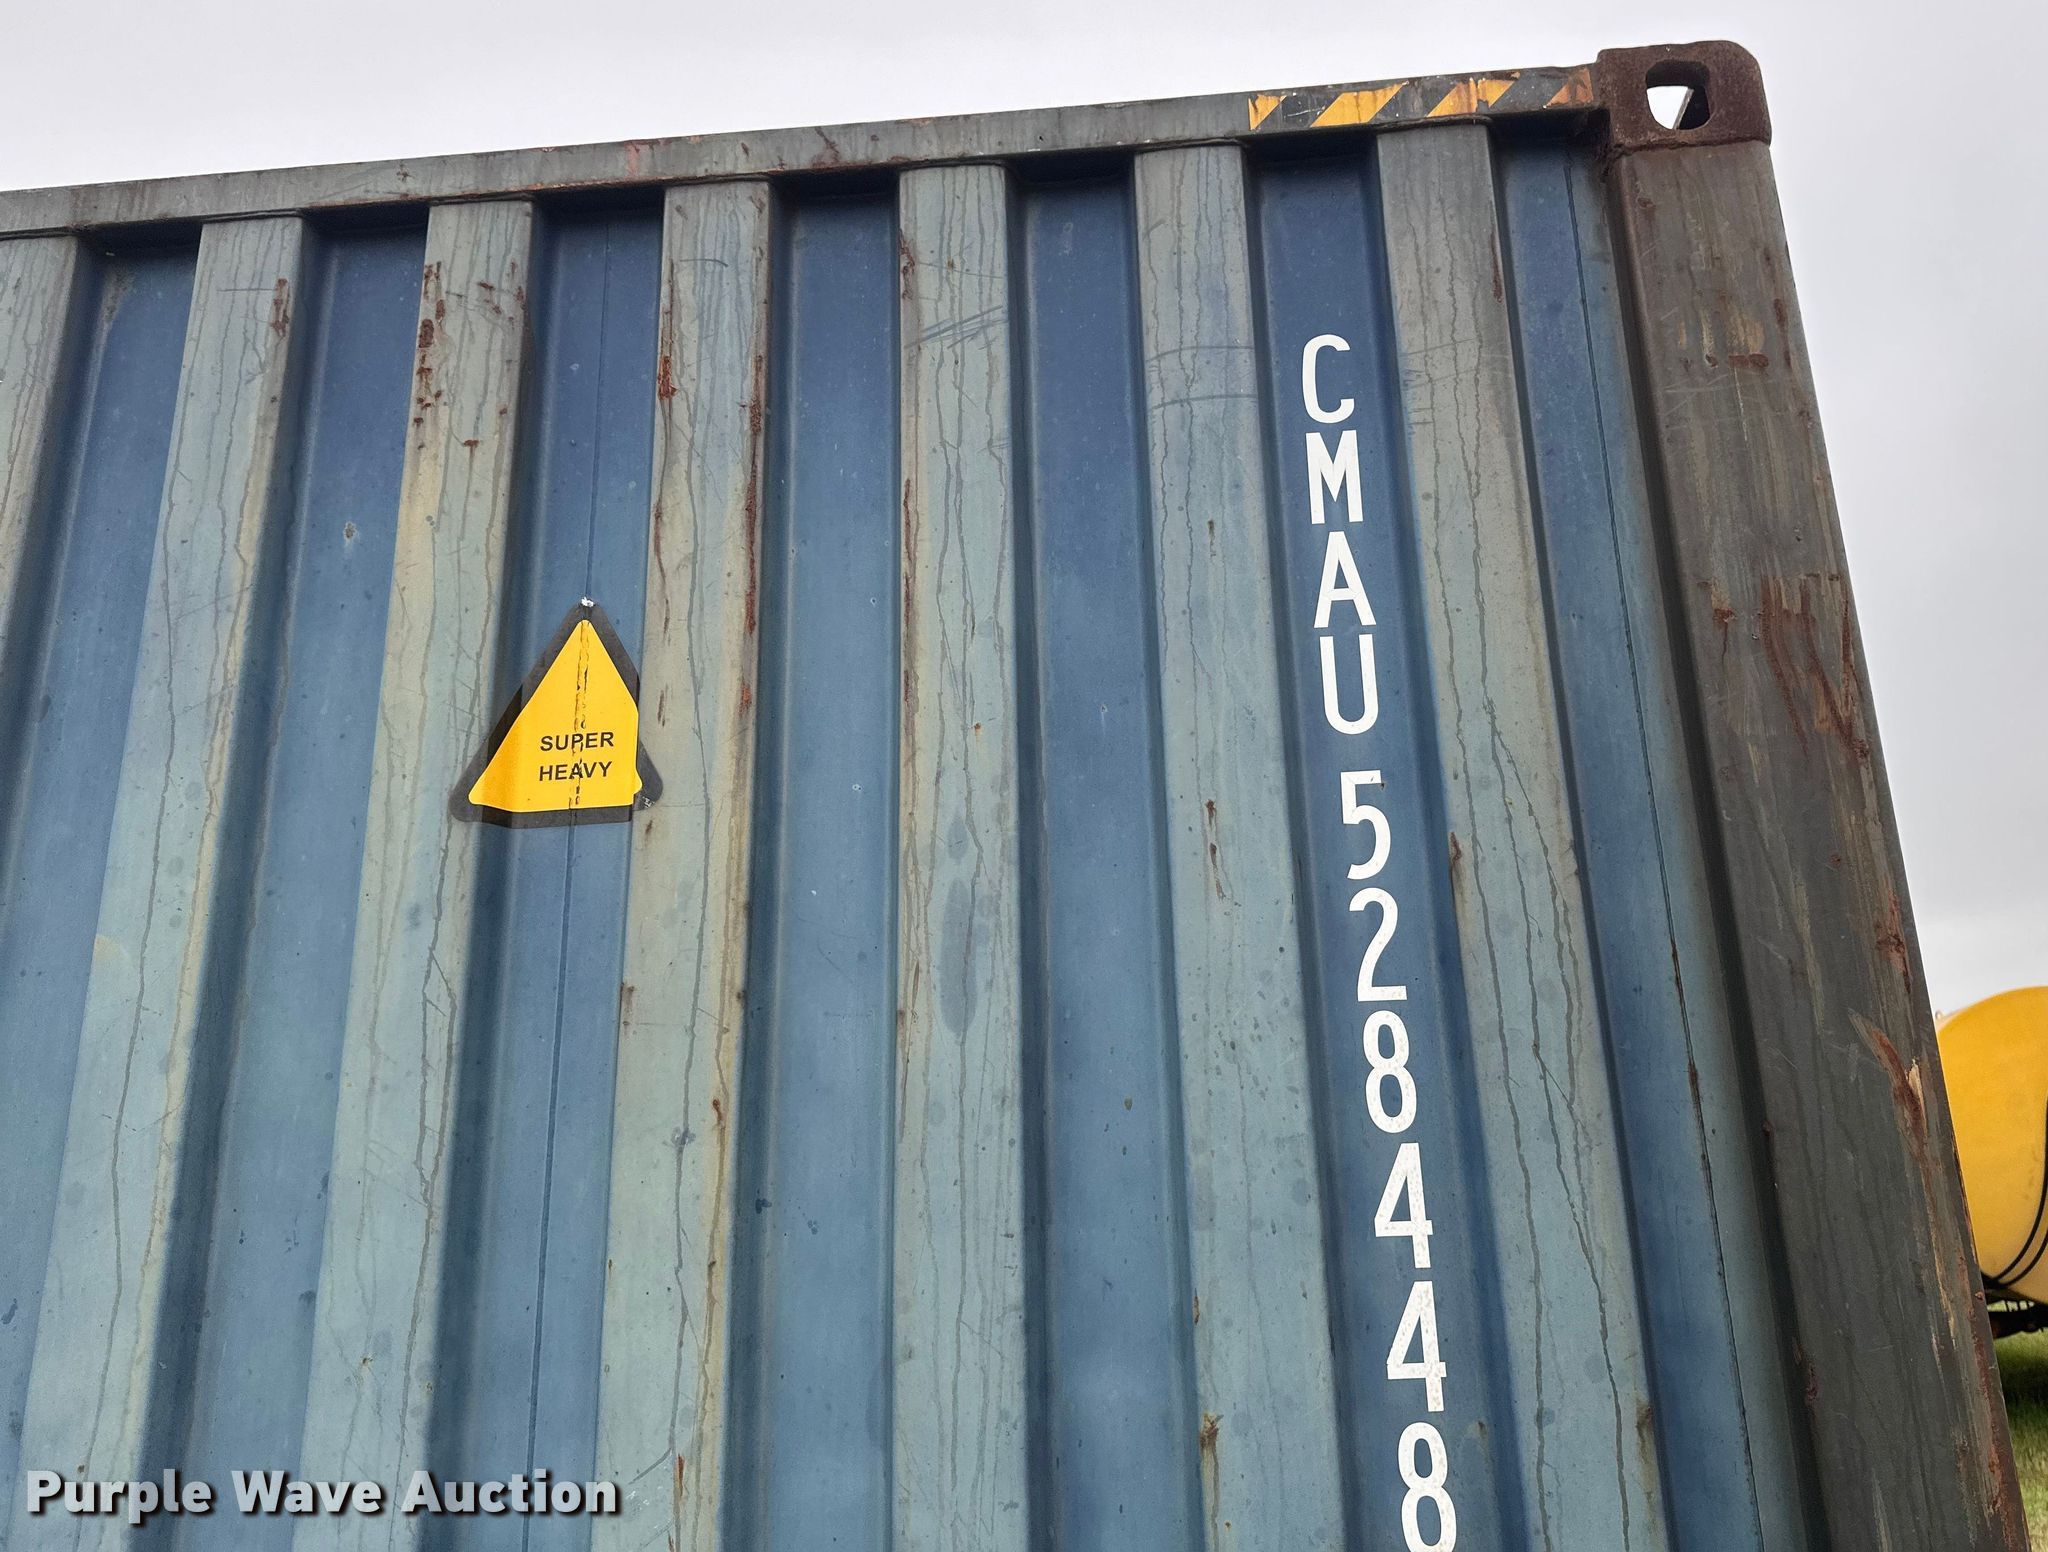 SUPER
HEAVY
CMAU 528448
Purple Wave Auction